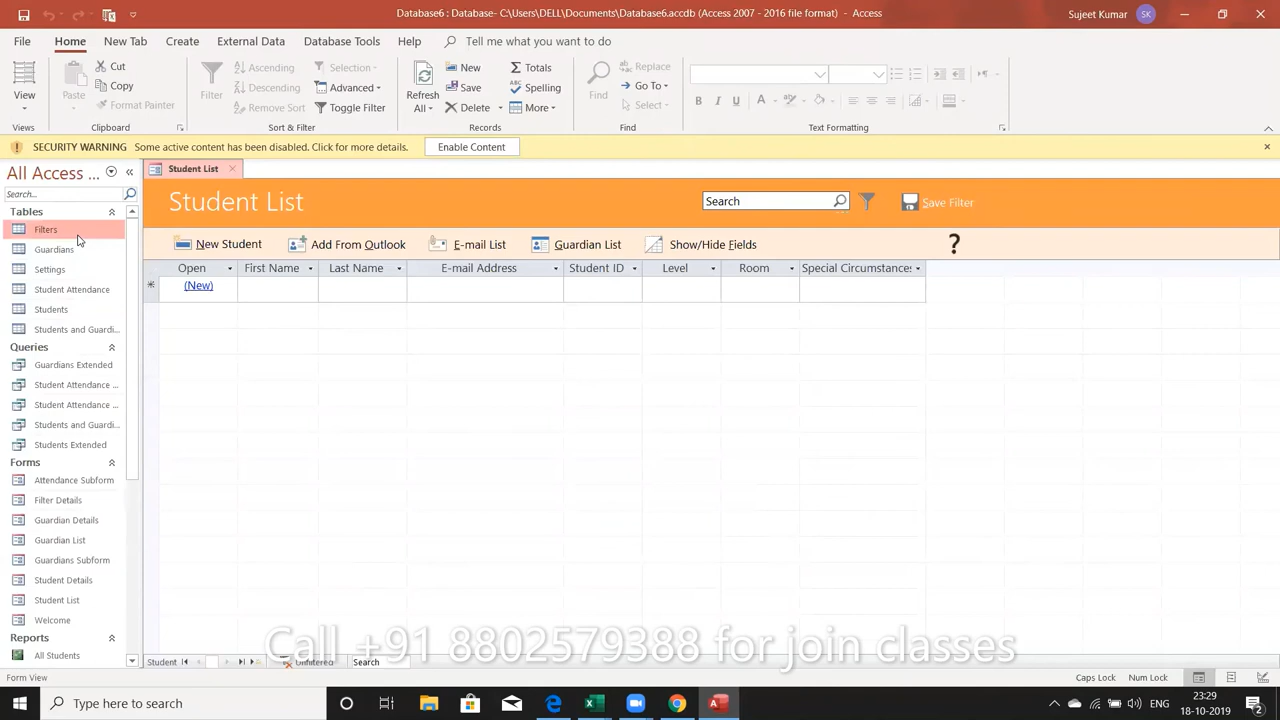 Database6 : Database- C:\Users\DELL\Documents\Database6.accdb (Access 2007 - 2016 file format) - Access
Sujeet Kumar SK
File Home New Tab Create External Data Database Tools Help Tell me what you want to do
View
Views
Paste
Cut
Copy
Format Painter
Clipboard
Filter
Ascending
Descending
Remove Sort
Selection
Advanced
Toggle Filter
Sort & Filter
Refresh All
New
Save
Delete
Totals
Spelling
More
Records
Find
Replace
Go To
Select
Find
B I U A
Text Formatting
SECURITY WARNING Some active content has been disabled. Click for more details. Enable Content
All Access ...
Search...
Tables
Filters
Guardians
Settings
Student Attendance
Students
Students and Guardi...
Queries
Guardians Extended
Student Attendance ...
Student Attendance ...
Students and Guardi...
Students Extended
Forms
Attendance Subform
Filter Details
Guardian Details
Guardian List
Guardians Subform
Student Details
Student List
Welcome
Reports
All Students
Student List
Student List
Search
Save Filter
New Student Add From Outlook E-mail List Guardian List Show/Hide Fields ?
Open First Name Last Name E-mail Address Student ID Level Room Special Circumstances
(New)
Call +91 8802579388 for join classes
Student Unfiltered Search
Form View Caps Lock Num Lock
Type here to search
ENG
23:29
18-10-2019
2